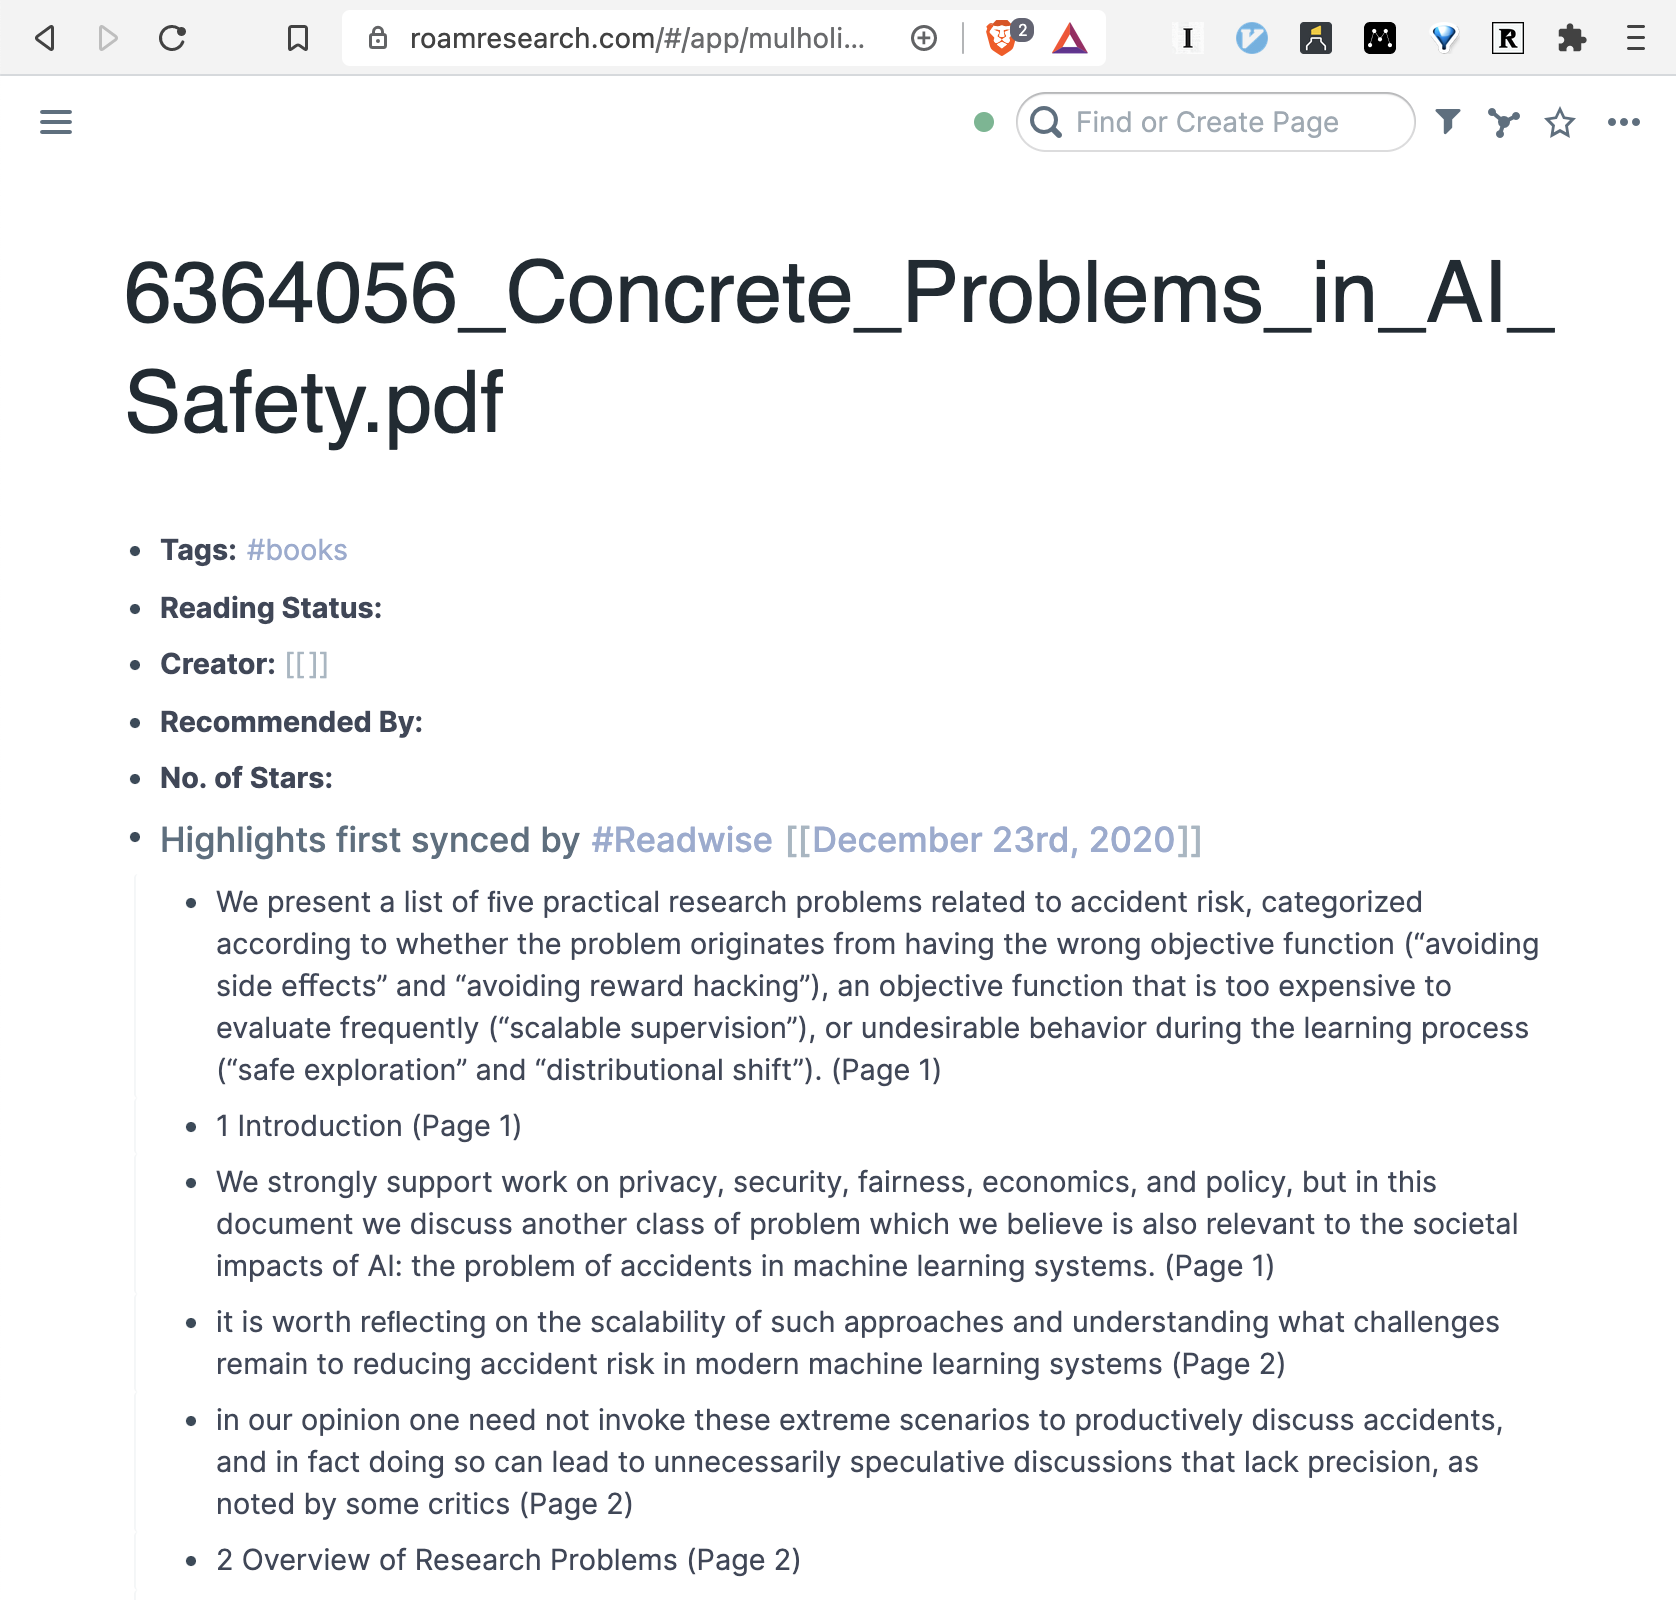 roamresearch.com/#/app/mulholi...
2
I
R
Find or Create Page
6364056_Concrete_Problems_in_AI_
Safety.pdf
Tags: #books
Reading Status:
Creator: [[]]
Recommended By:
No. of Stars:
Highlights first synced by #Readwise [[December 23rd, 2020]]
We present a list of five practical research problems related to accident risk, categorized
according to whether the problem originates from having the wrong objective function (“avoiding
side effects” and “avoiding reward hacking”), an objective function that is too expensive to
evaluate frequently (“scalable supervision”), or undesirable behavior during the learning process
(“safe exploration” and “distributional shift”). (Page 1)
1 Introduction (Page 1)
We strongly support work on privacy, security, fairness, economics, and policy, but in this
document we discuss another class of problem which we believe is also relevant to the societal
impacts of AI: the problem of accidents in machine learning systems. (Page 1)
it is worth reflecting on the scalability of such approaches and understanding what challenges
remain to reducing accident risk in modern machine learning systems (Page 2)
in our opinion one need not invoke these extreme scenarios to productively discuss accidents,
and in fact doing so can lead to unnecessarily speculative discussions that lack precision, as
noted by some critics (Page 2)
2 Overview of Research Problems (Page 2)